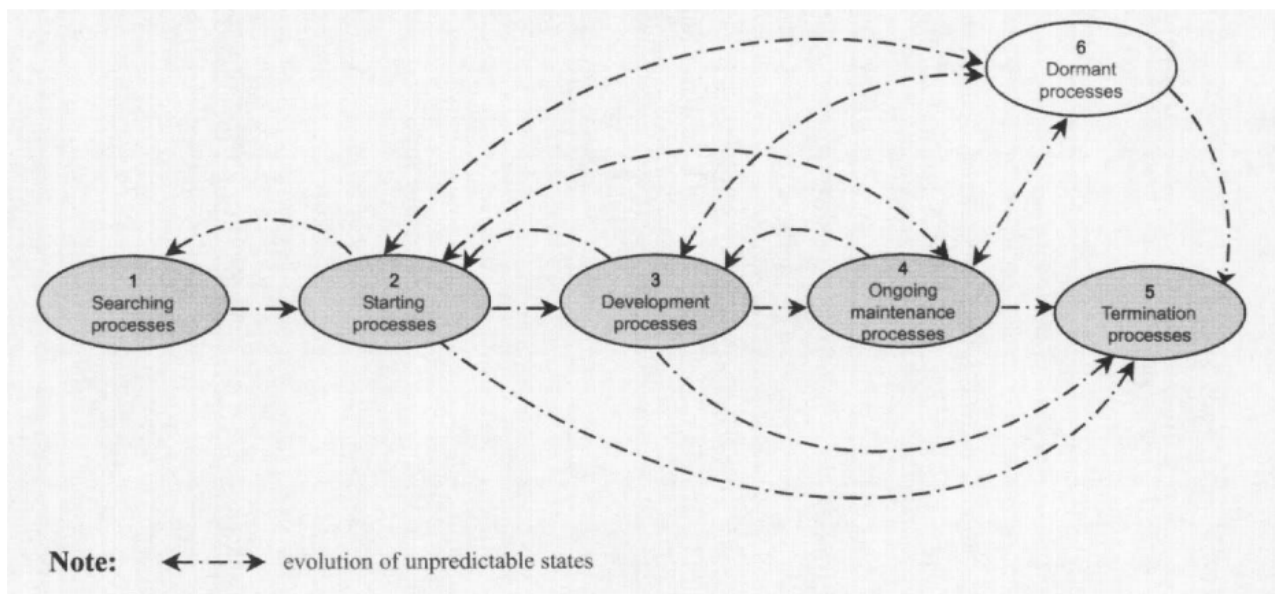 6
Dormant
processes
1
Searching
processes
2
Starting
processes
3
Development
processes
4
Ongoing
maintenance
processes
5
Termination
processes
Note: evolution of unpredictable states